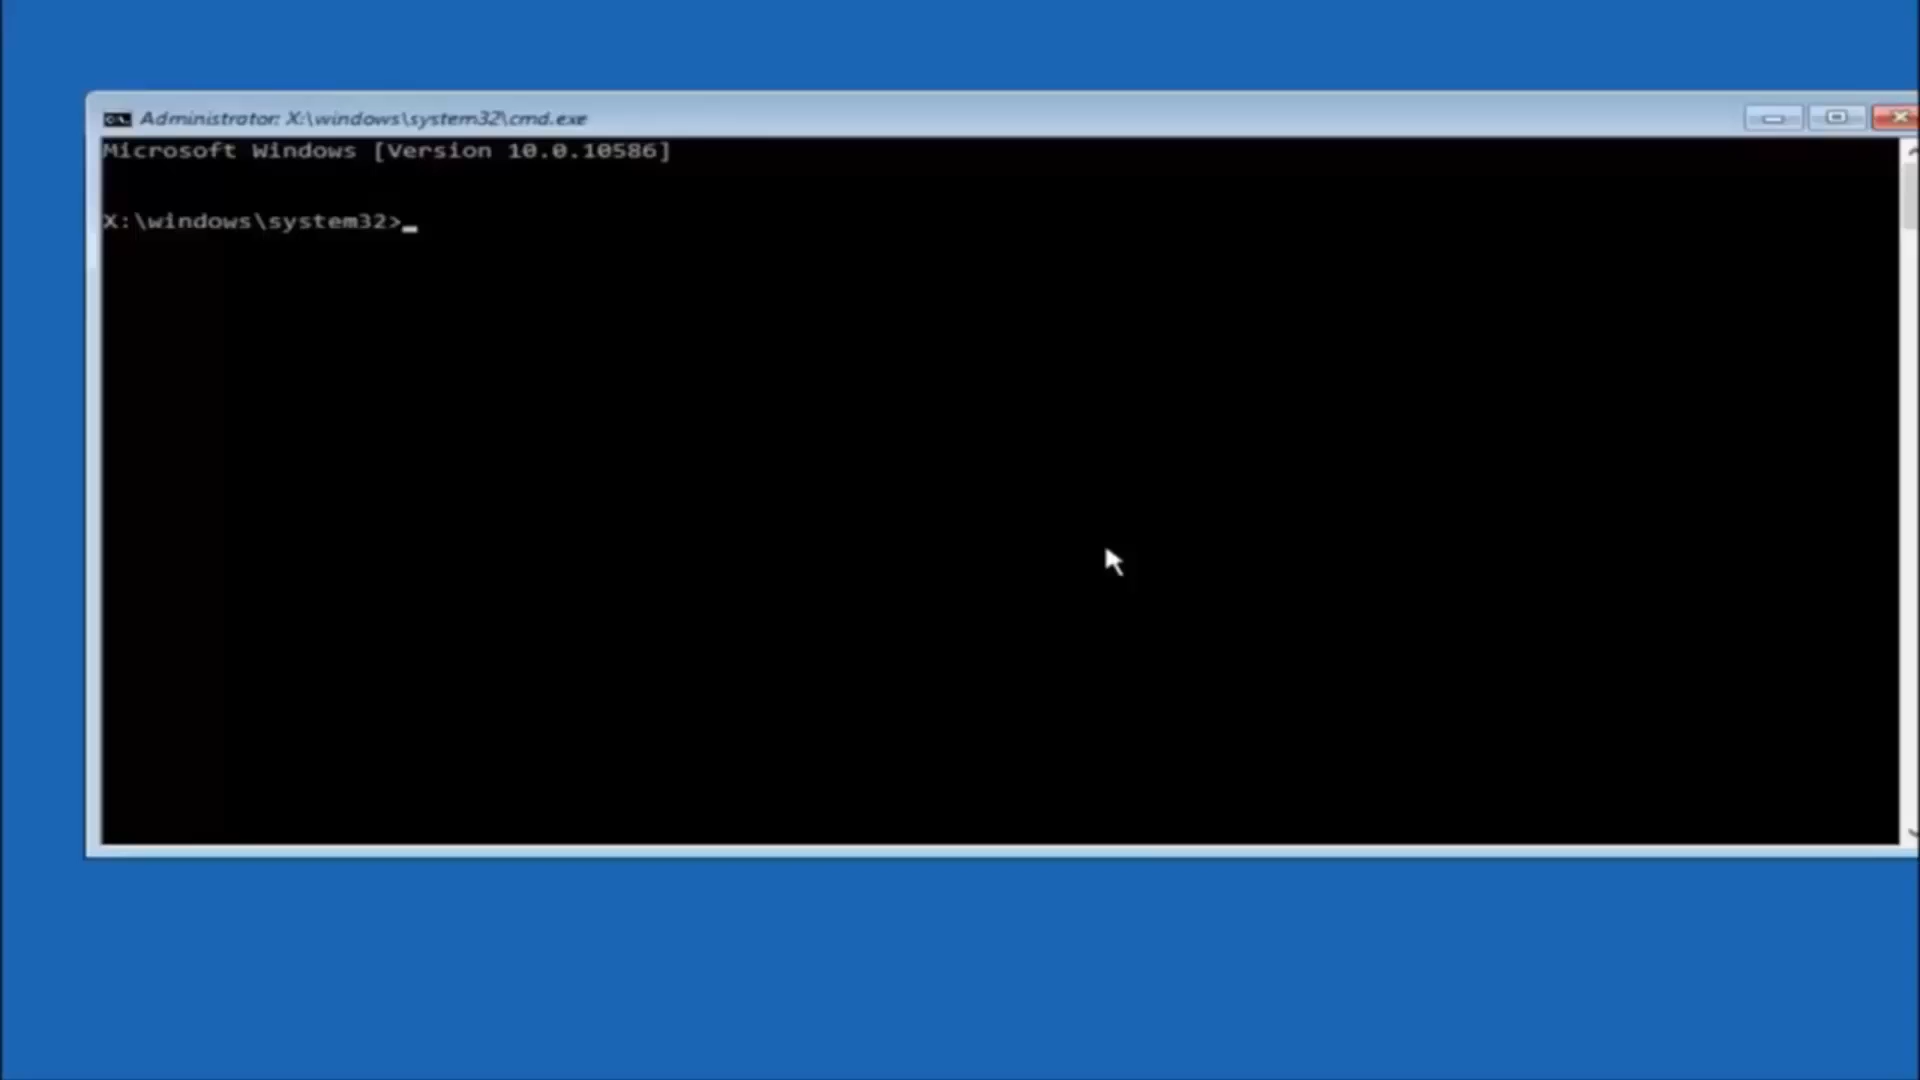 Administrator: X:\windows\system32\cmd.exe
Microsoft Windows [Version 10.0.10586]
X:\windows\system32>